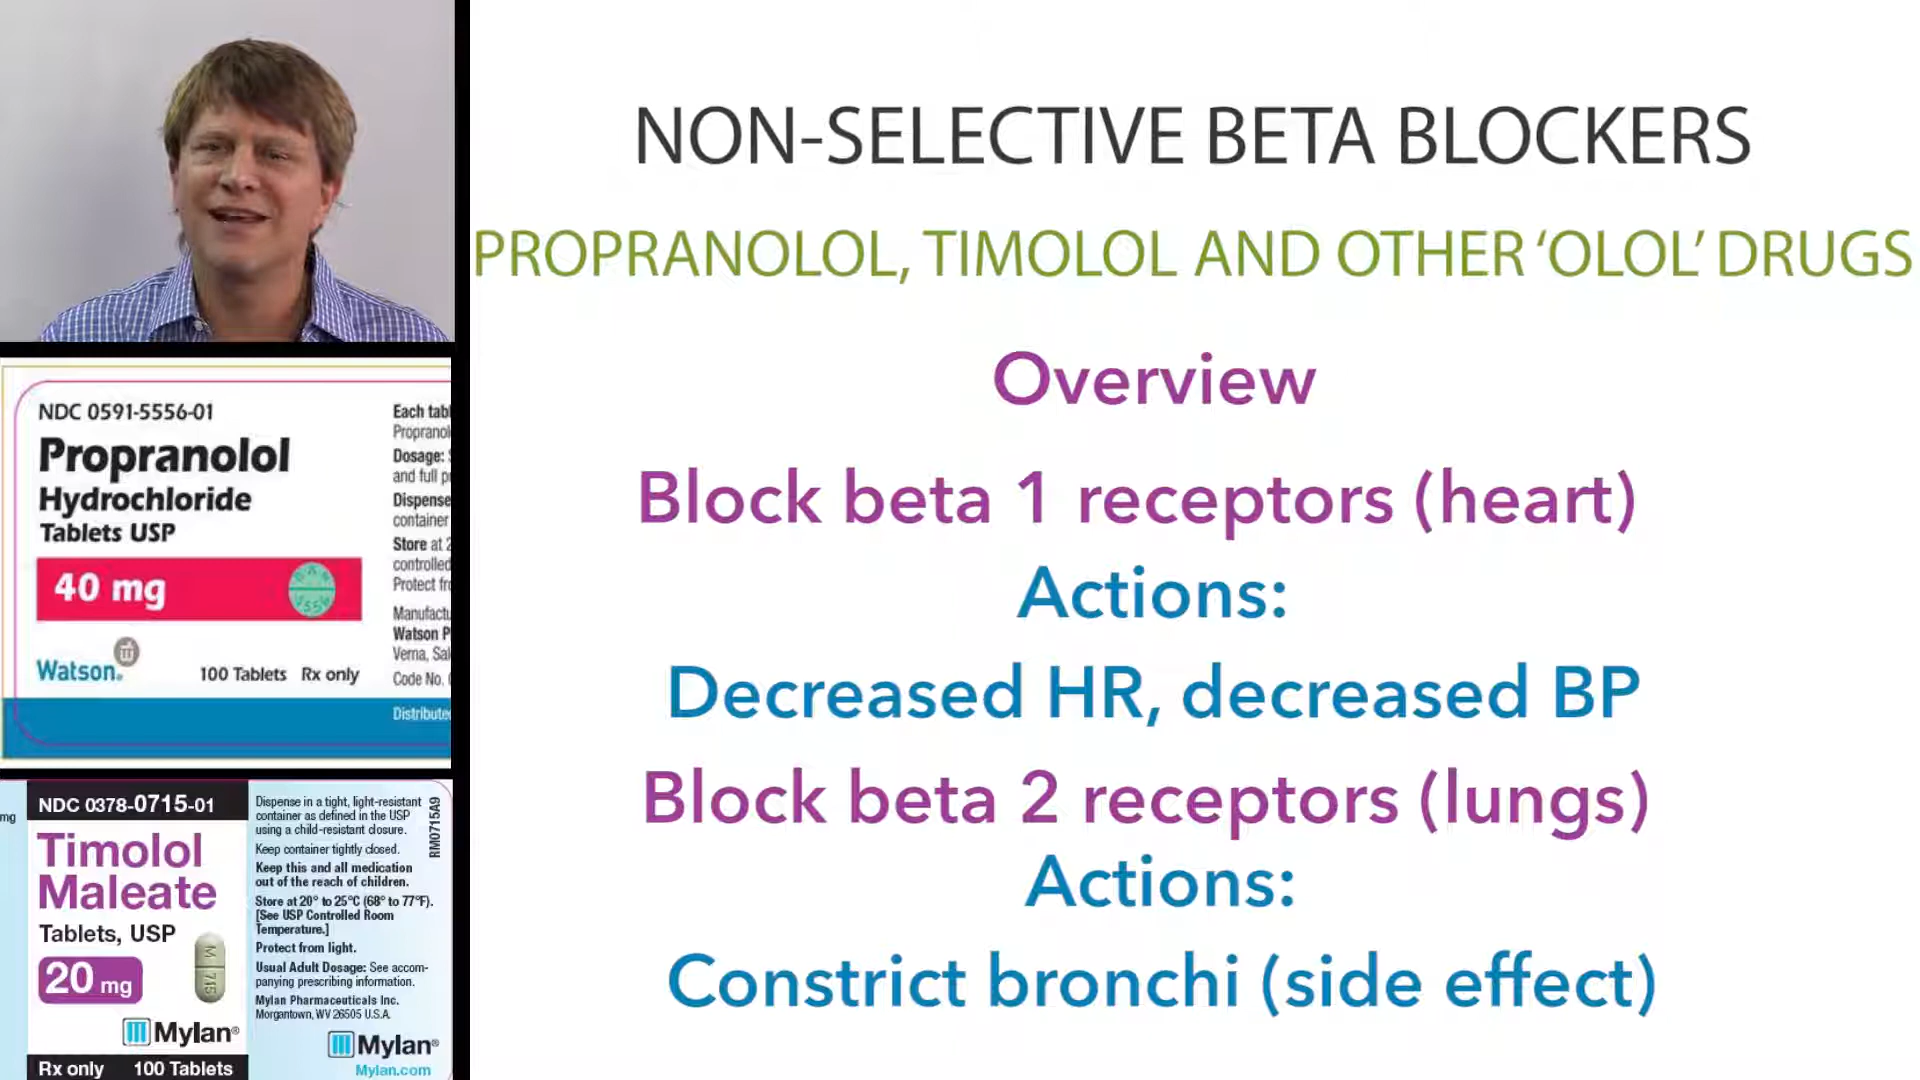 NON-SELECTIVE BETA BLOCKERS
PROPRANOLOL, TIMOLOL AND OTHER ‘OLOL’ DRUGS
Overview
Block beta 1 receptors (heart)
Actions:
Decreased HR, decreased BP
Block beta 2 receptors (lungs)
Actions:
Constrict bronchi (side effect)
NDC 0591-5556-01
Propranolol
Hydrochloride
Tablets USP
40 mg
Watson®
100 Tablets Rx only
Each
Dosage:
and full
Dispense
container
Store at
controlled
Protect
Watson
Verna,
Code No.
mg
NDC 0378-0715-01
Timolol
Maleate
Tablets, USP
20 mg
M 715
Mylan®
Rx only 100 Tablets
Dispense in a tight, light-resistant
container as defined in the USP
using a child-resistant closure.
Keep container tightly closed.
Keep this and all medication
out of the reach of children.
Store at 20° to 25°C (68° to 77°F).
[See USP Controlled Room
Temperature.]
Protect from light.
Usual Adult Dosage: See accom-
panying prescribing information.
Mylan Pharmaceuticals Inc.
Morgantown, WV 26505 U.S.A.
Mylan®
Mylan.com
RM0715A9